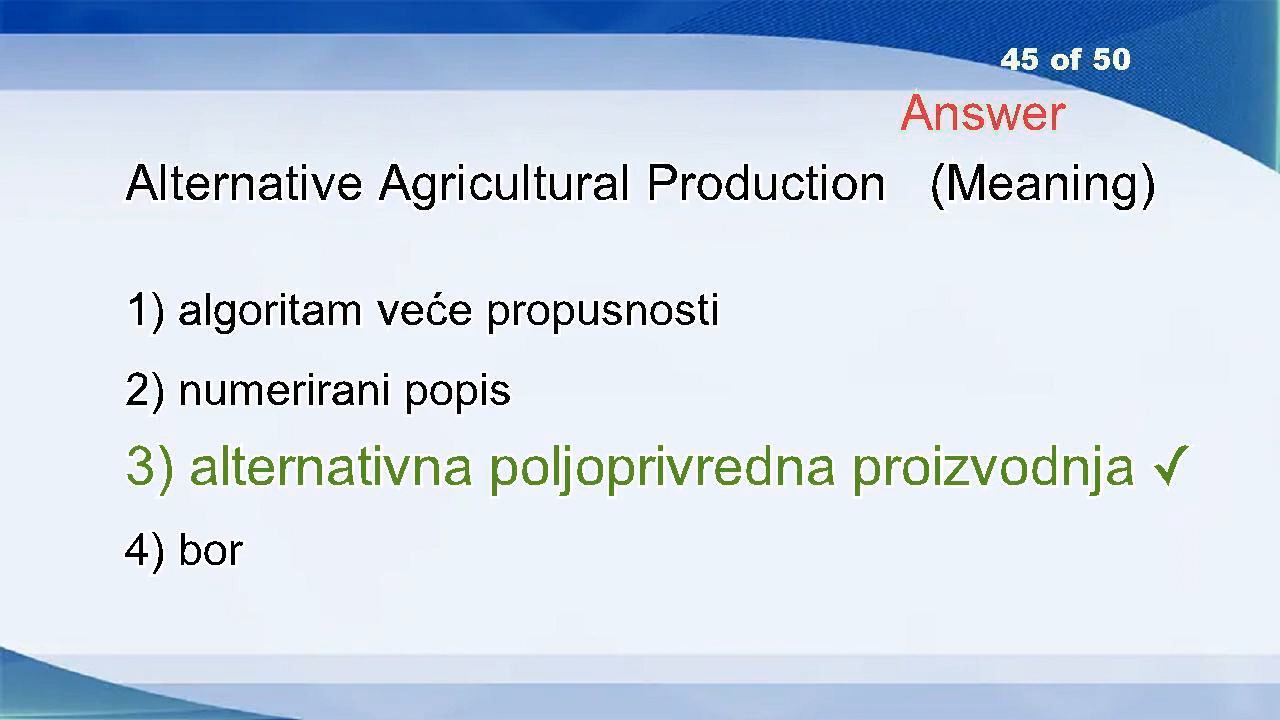 45 of 50
Answer
Alternative Agricultural Production (Meaning)
1) algoritam veće propusnosti
2) numerirani popis
3) alternativna poljoprivredna proizvodnja ✓
4) bor